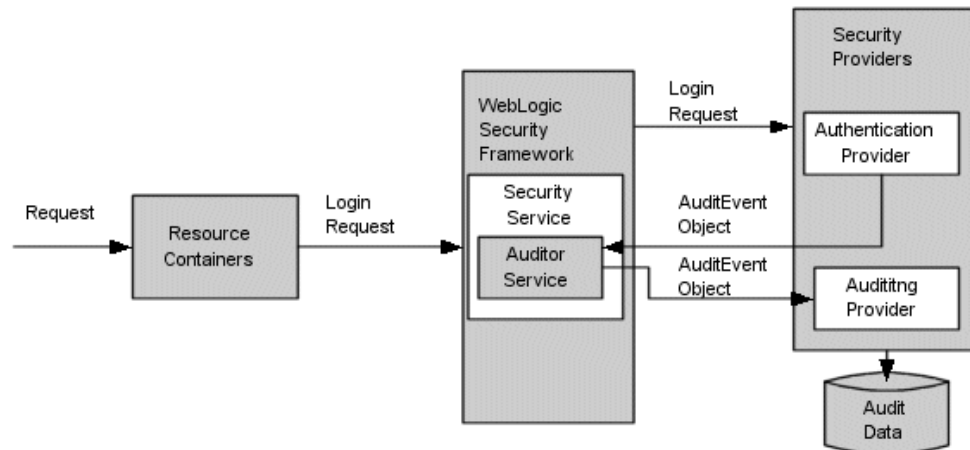 Request
Resource
Containers
Login
Request
WebLogic
Security
Framework
Security
Service
Auditor
Service
Login
Request
AuditEvent
Object
AuditEvent
Object
Security
Providers
Authentication
Provider
Audititng
Provider
Audit
Data